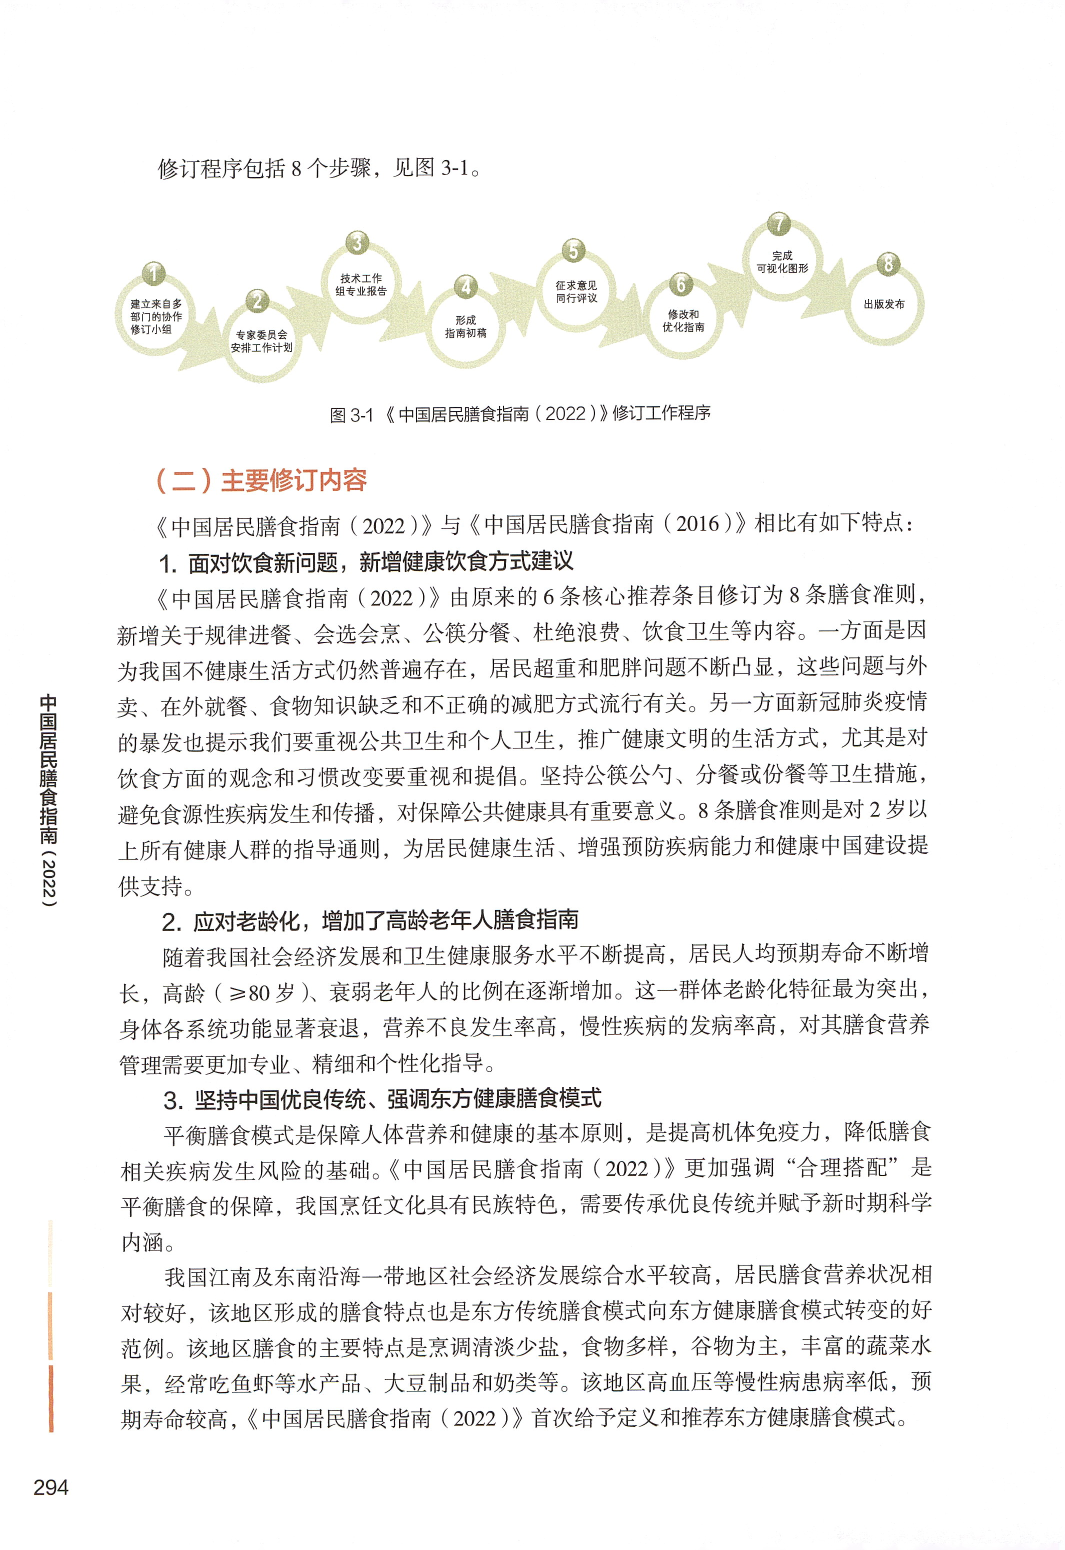 修订程序包括 8 个步骤，见图 3-1。
1
建立来自多
部门的协作
修订小组
2
专家委员会
安排工作计划
3
技术工作
组专业报告
4
形成
指南初稿
5
征求意见
同行评议
6
修改和
优化指南
7
完成
可视化图形
8
出版发布
图 3-1 《中国居民膳食指南（2022）》修订工作程序
（二）主要修订内容
《中国居民膳食指南（2022）》与《中国居民膳食指南（2016）》相比有如下特点：
1. 面对饮食新问题，新增健康饮食方式建议
《中国居民膳食指南（2022）》由原来的 6 条核心推荐条目修订为 8 条膳食准则，
新增关于规律进餐、会选会烹、公筷分餐、杜绝浪费、饮食卫生等内容。一方面是因
为我国不健康生活方式仍然普遍存在，居民超重和肥胖问题不断凸显，这些问题与外
卖、在外就餐、食物知识缺乏和不正确的减肥方式流行有关。另一方面新冠肺炎疫情
的暴发也提示我们要重视公共卫生和个人卫生，推广健康文明的生活方式，尤其是对
饮食方面的观念和习惯改变要重视和提倡。坚持公筷公勺、分餐或份餐等卫生措施，
避免食源性疾病发生和传播，对保障公共健康具有重要意义。8 条膳食准则是对 2 岁以
上所有健康人群的指导通则，为居民健康生活、增强预防疾病能力和健康中国建设提
供支持。
2. 应对老龄化，增加了高龄老年人膳食指南
随着我国社会经济发展和卫生健康服务水平不断提高，居民人均预期寿命不断增
长，高龄（≥80 岁）、衰弱老年人的比例在逐渐增加。这一群体老龄化特征最为突出，
身体各系统功能显著衰退，营养不良发生率高，慢性疾病的发病率高，对其膳食营养
管理需要更加专业、精细和个性化指导。
3. 坚持中国优良传统、强调东方健康膳食模式
平衡膳食模式是保障人体营养和健康的基本原则，是提高机体免疫力，降低膳食
相关疾病发生风险的基础。《中国居民膳食指南（2022）》更加强调“合理搭配”是
平衡膳食的保障，我国烹饪文化具有民族特色，需要传承优良传统并赋予新时期科学
内涵。
我国江南及东南沿海一带地区社会经济发展综合水平较高，居民膳食营养状况相
对较好，该地区形成的膳食特点也是东方传统膳食模式向东方健康膳食模式转变的好
范例。该地区膳食的主要特点是烹调清淡少盐，食物多样，谷物为主，丰富的蔬菜水
果，经常吃鱼虾等水产品、大豆制品和奶类等。该地区高血压等慢性病患病率低，预
期寿命较高，《中国居民膳食指南（2022）》首次给予定义和推荐东方健康膳食模式。
中国居民膳食指南（2022）
294